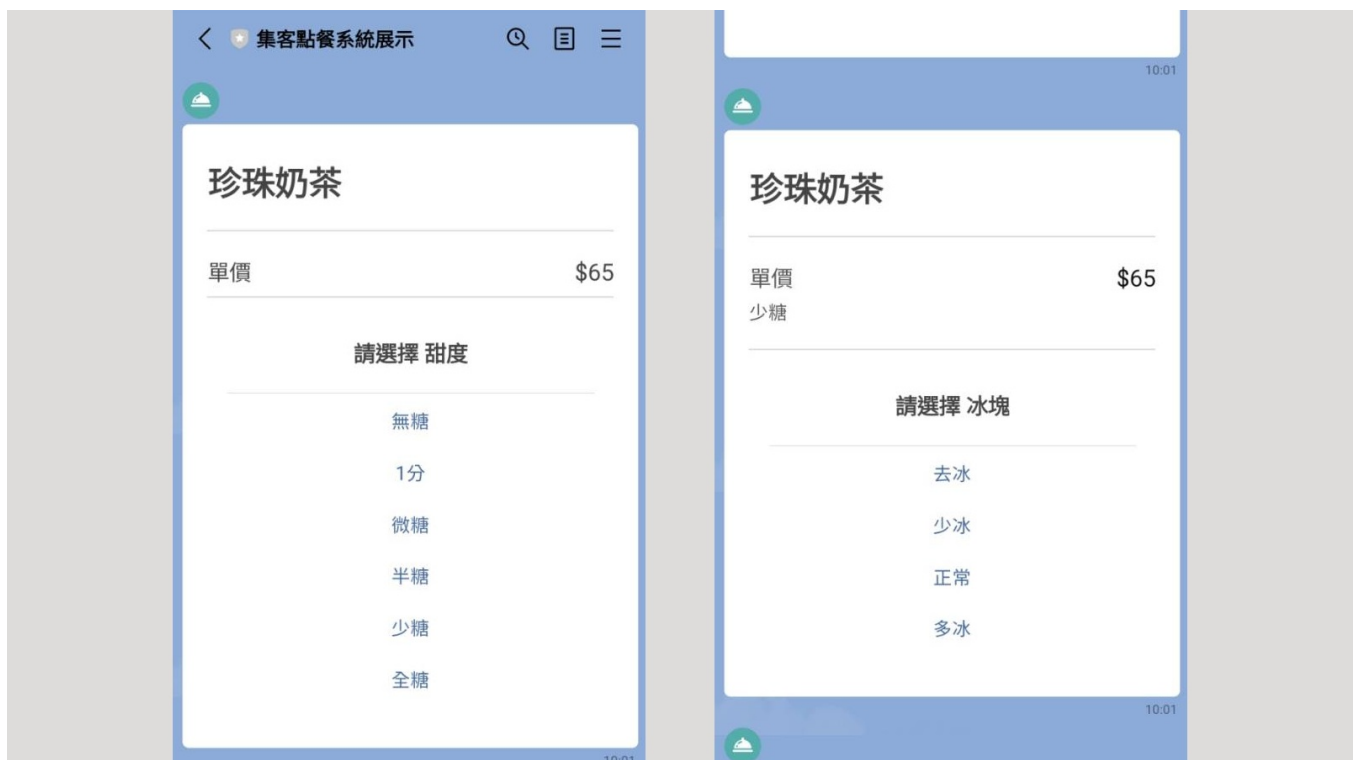 集客點餐系統展示
珍珠奶茶
單價 $65
請選擇 甜度
無糖
1分
微糖
半糖
少糖
全糖
10:01
10:01
珍珠奶茶
單價 $65
少糖
請選擇 冰塊
去冰
少冰
正常
多冰
10:01